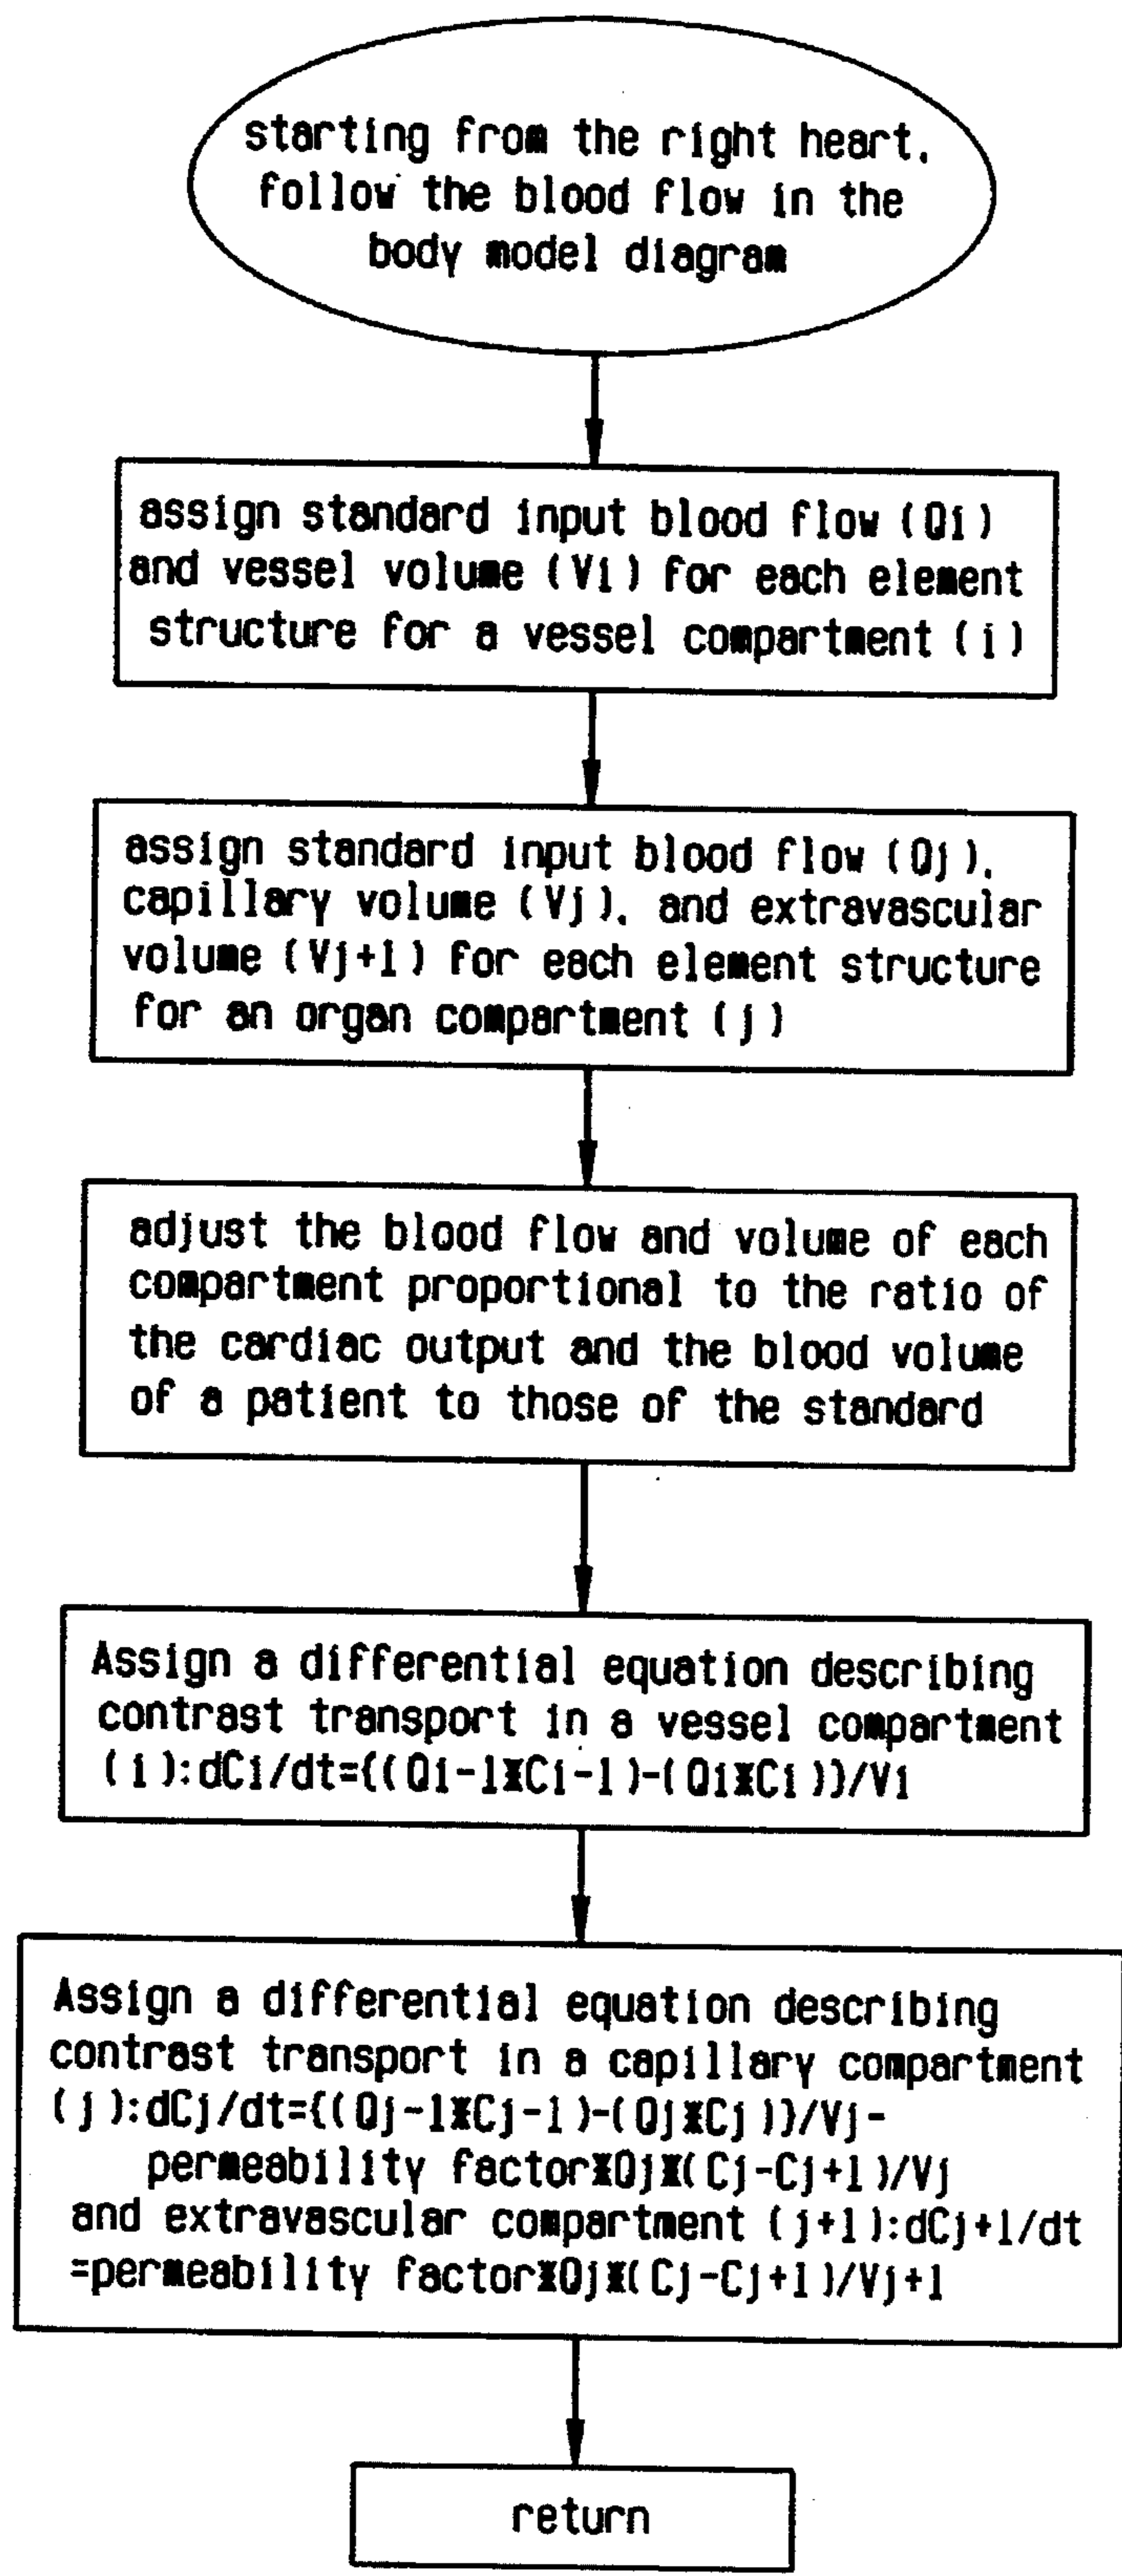 starting from the right heart,
follow the blood flow in the
body model diagram
assign standard input blood flow (Qi)
and vessel volume (Vi) for each element
structure for a vessel compartment (i)
assign standard input blood flow (Qj),
capillary volume (Vj), and extravascular
volume (Vj+1) for each element structure
for an organ compartment (j)
adjust the blood flow and volume of each
compartment proportional to the ratio of
the cardiac output and the blood volume
of a patient to those of the standard
Assign a differential equation describing
contrast transport in a vessel compartment
(i):dCi/dt={(Qi-1*Ci-1)-(Qi*Ci)}/Vi
Assign a differential equation describing
contrast transport in a capillary compartment
(j):dCj/dt={(Qj-1*Cj-1)-(Qj*Cj)}/Vj-
permeability factor*Qj*(Cj-Cj+1)/Vj
and extravascular compartment (j+1):dCj+1/dt
=permeability factor*Qj*(Cj-Cj+1)/Vj+1
return